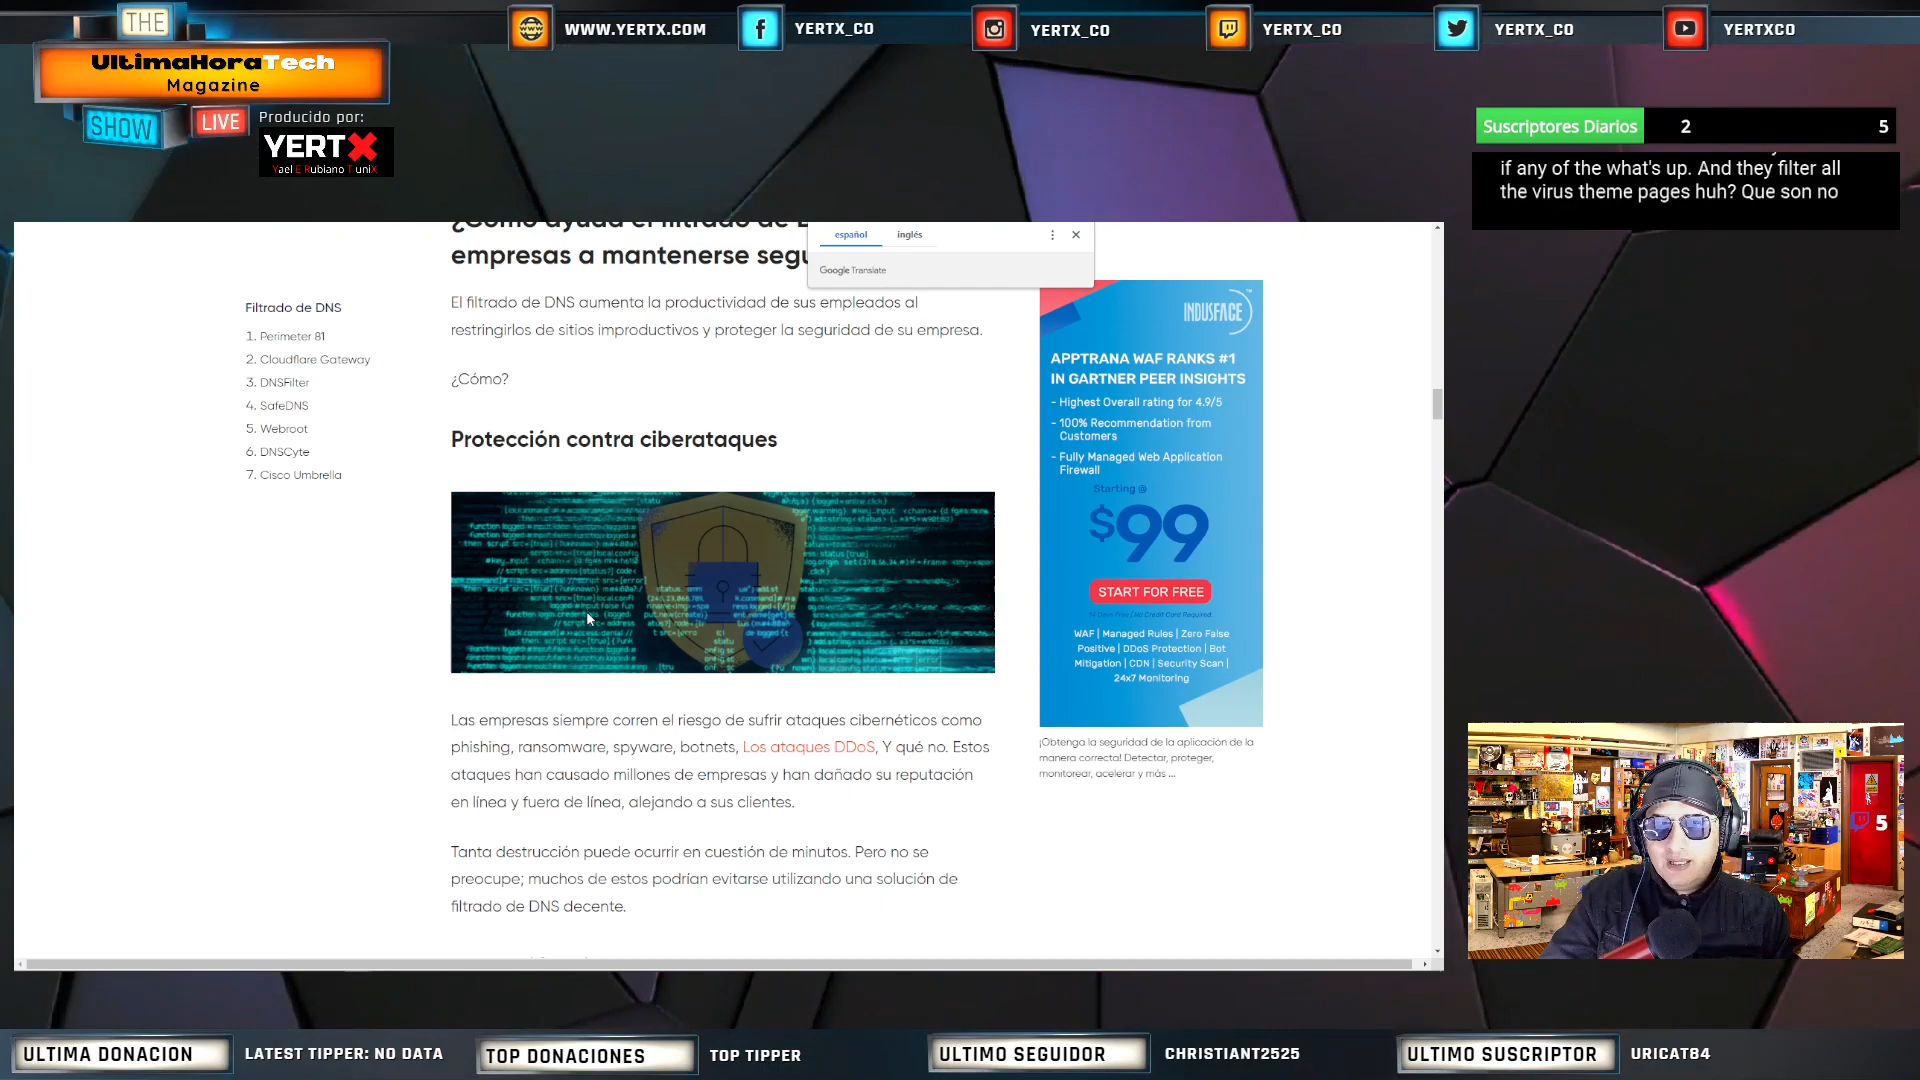 THE
UltimaHoraTech
Magazine
SHOW
LIVE
Producido por:
YERTX
Yael E Rubiano T uniX
WWW.YERTX.COM
YERTX_CO
YERTX_CO
YERTX_CO
YERTX_CO
YERTXCO
Suscriptores Diarios
2
5
if any of the what's up. And they filter all
the virus theme pages huh? Que son no
español
inglés
Google Translate
empresas a mantenerse segu
El filtrado de DNS aumenta la productividad de sus empleados al
restringirlos de sitios improductivos y proteger la seguridad de su empresa.
¿Cómo?
Protección contra ciberataques
Filtrado de DNS
1. Perimeter 81
2. Cloudflare Gateway
3. DNSFilter
4. SafeDNS
5. Webroot
6. DNSCyte
7. Cisco Umbrella
Las empresas siempre corren el riesgo de sufrir ataques cibernéticos como
phishing, ransomware, spyware, botnets, Los ataques DDoS, Y qué no. Estos
ataques han causado millones de empresas y han dañado su reputación
en línea y fuera de línea, alejando a sus clientes.
Tanta destrucción puede ocurrir en cuestión de minutos. Pero no se
preocupe; muchos de estos podrían evitarse utilizando una solución de
filtrado de DNS decente.
INDUSFACE
APPTRANA WAF RANKS #1
IN GARTNER PEER INSIGHTS
- Highest Overall rating for 4.9/5
- 100% Recommendation from
Customers
- Fully Managed Web Application
Firewall
Starting @
$99
START FOR FREE
14 Days Free | No Credit Card Required
WAF | Managed Rules | Zero False
Positive | DDoS Protection | Bot
Mitigation | CDN | Security Scan |
24x7 Monitoring
¡Obtenga la seguridad de la aplicación de la
manera correcta! Detectar, proteger,
monitorear, acelerar y más ...
5
ULTIMA DONACION
LATEST TIPPER: NO DATA
TOP DONACIONES
TOP TIPPER
ULTIMO SEGUIDOR
CHRISTIANT2525
ULTIMO SUSCRIPTOR
URICAT84